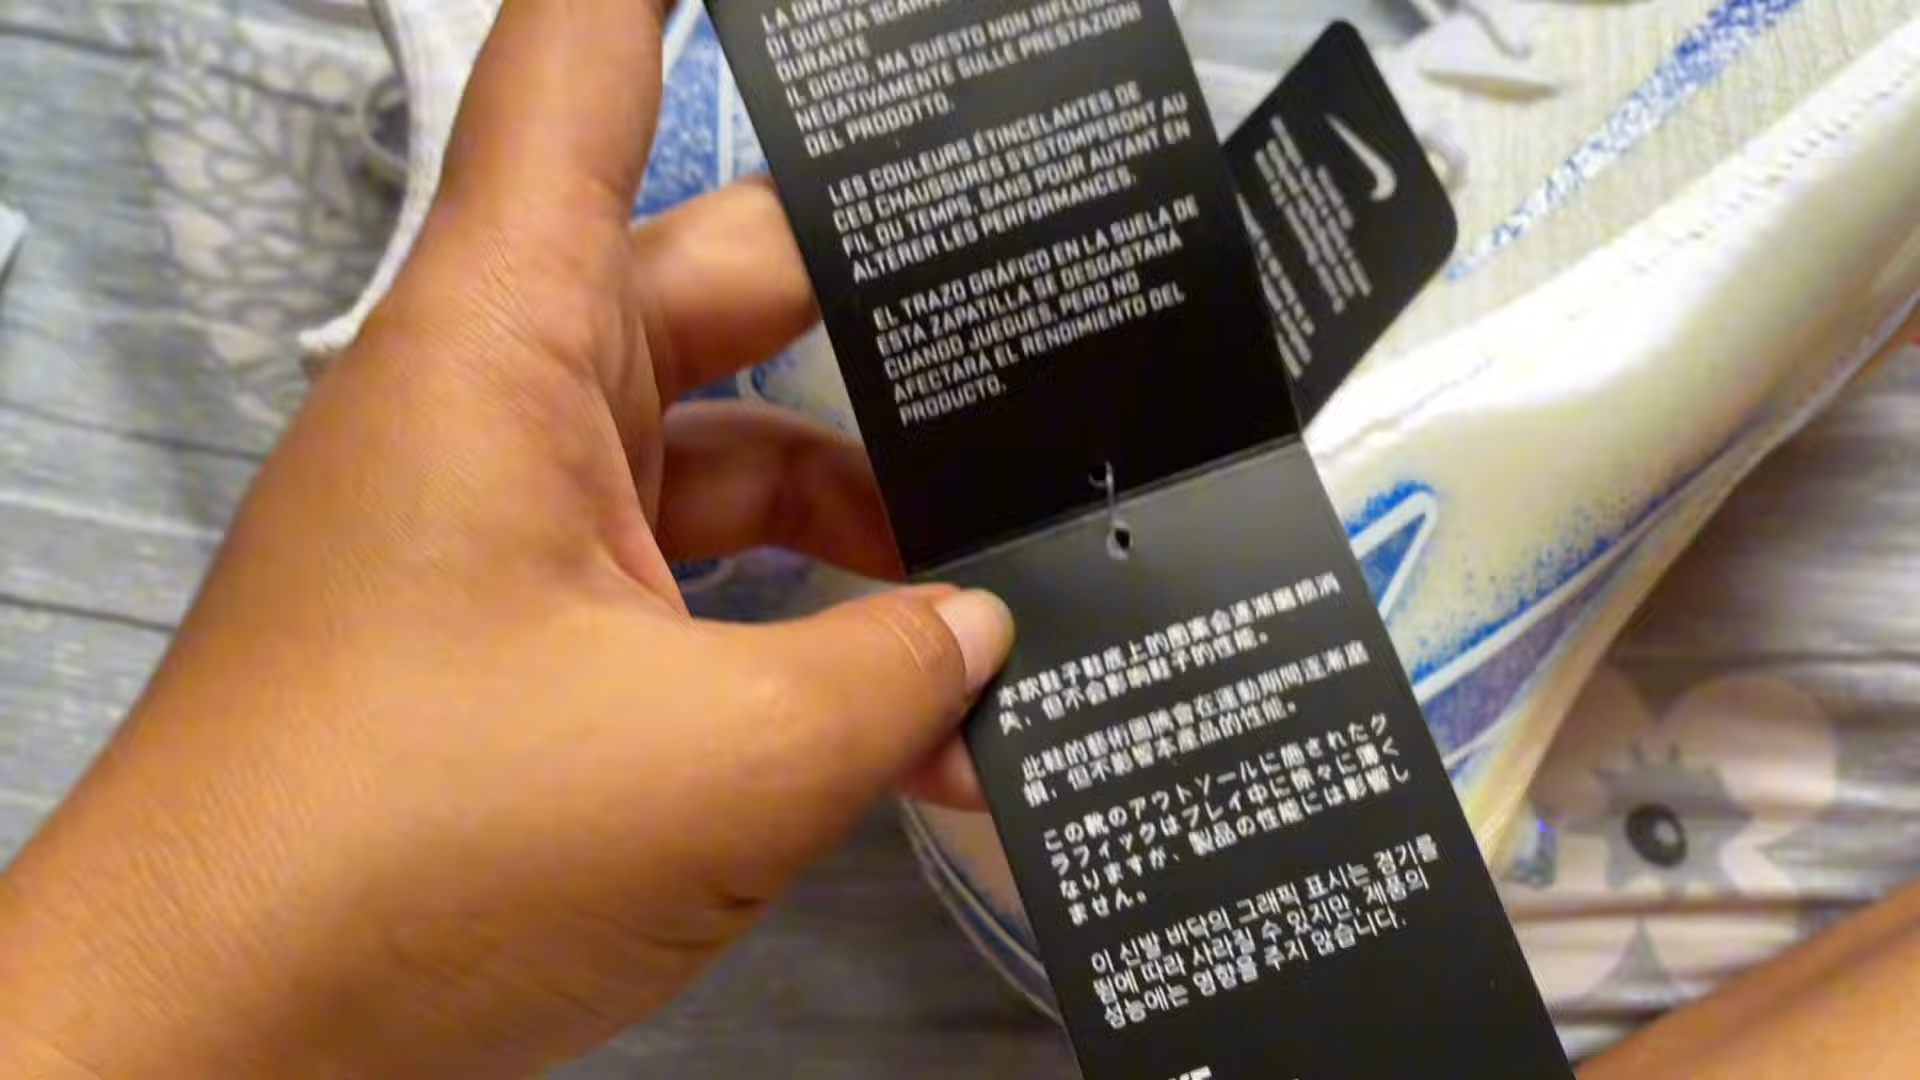 LA GRAFICA
DI QUESTA SCARPA
DURANTE
IL GIOCO, MA QUESTO NON INFLUISCE
NEGATIVAMENTE SULLE PRESTAZIONI
DEL PRODOTTO.
LES COULEURS ÉTINCELANTES DE
CES CHAUSSURES S'ESTOMPERONT AU
FIL DU TEMPS, SANS POUR AUTANT EN
ALTERER LES PERFORMANCES.
EL TRAZO GRÁFICO EN LA SUELA DE
ESTA ZAPATILLA SE DESGASTARÁ
CUANDO JUEGUES, PERO NO
AFECTARÁ EL RENDIMIENTO DEL
PRODUCTO.
本款鞋子鞋底上的图案会逐渐磨损消
失，但不会影响鞋子的性能。
此鞋的藝術圖騰會在運動期間逐漸磨
損，但不影響本產品的性能。
この靴のアウトソールに施されたグ
ラフィックはプレイ中に徐々に薄く
なりますが、製品の性能には影響し
ません。
이 신발 바닥의 그래픽 표시는 경기를
뜀에 따라 사라질 수 있지만, 제품의
성능에는 영향을 주지 않습니다.